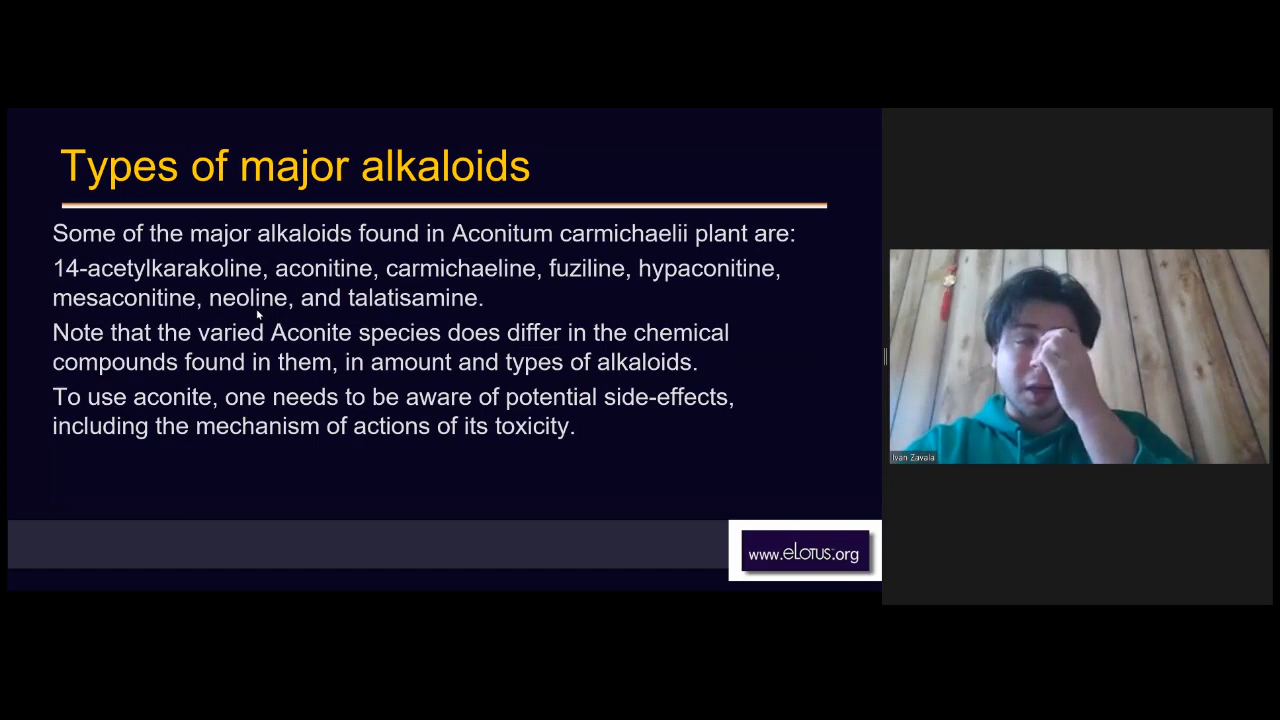 Types of major alkaloids
Some of the major alkaloids found in Aconitum carmichaelii plant are:
14-acetylkarakoline, aconitine, carmichaeline, fuziline, hypaconitine,
mesaconitine, neoline, and talatisamine.
Note that the varied Aconite species does differ in the chemical
compounds found in them, in amount and types of alkaloids.
To use aconite, one needs to be aware of potential side-effects,
including the mechanism of actions of its toxicity.
www.eLotus.org
Ivan Zavala